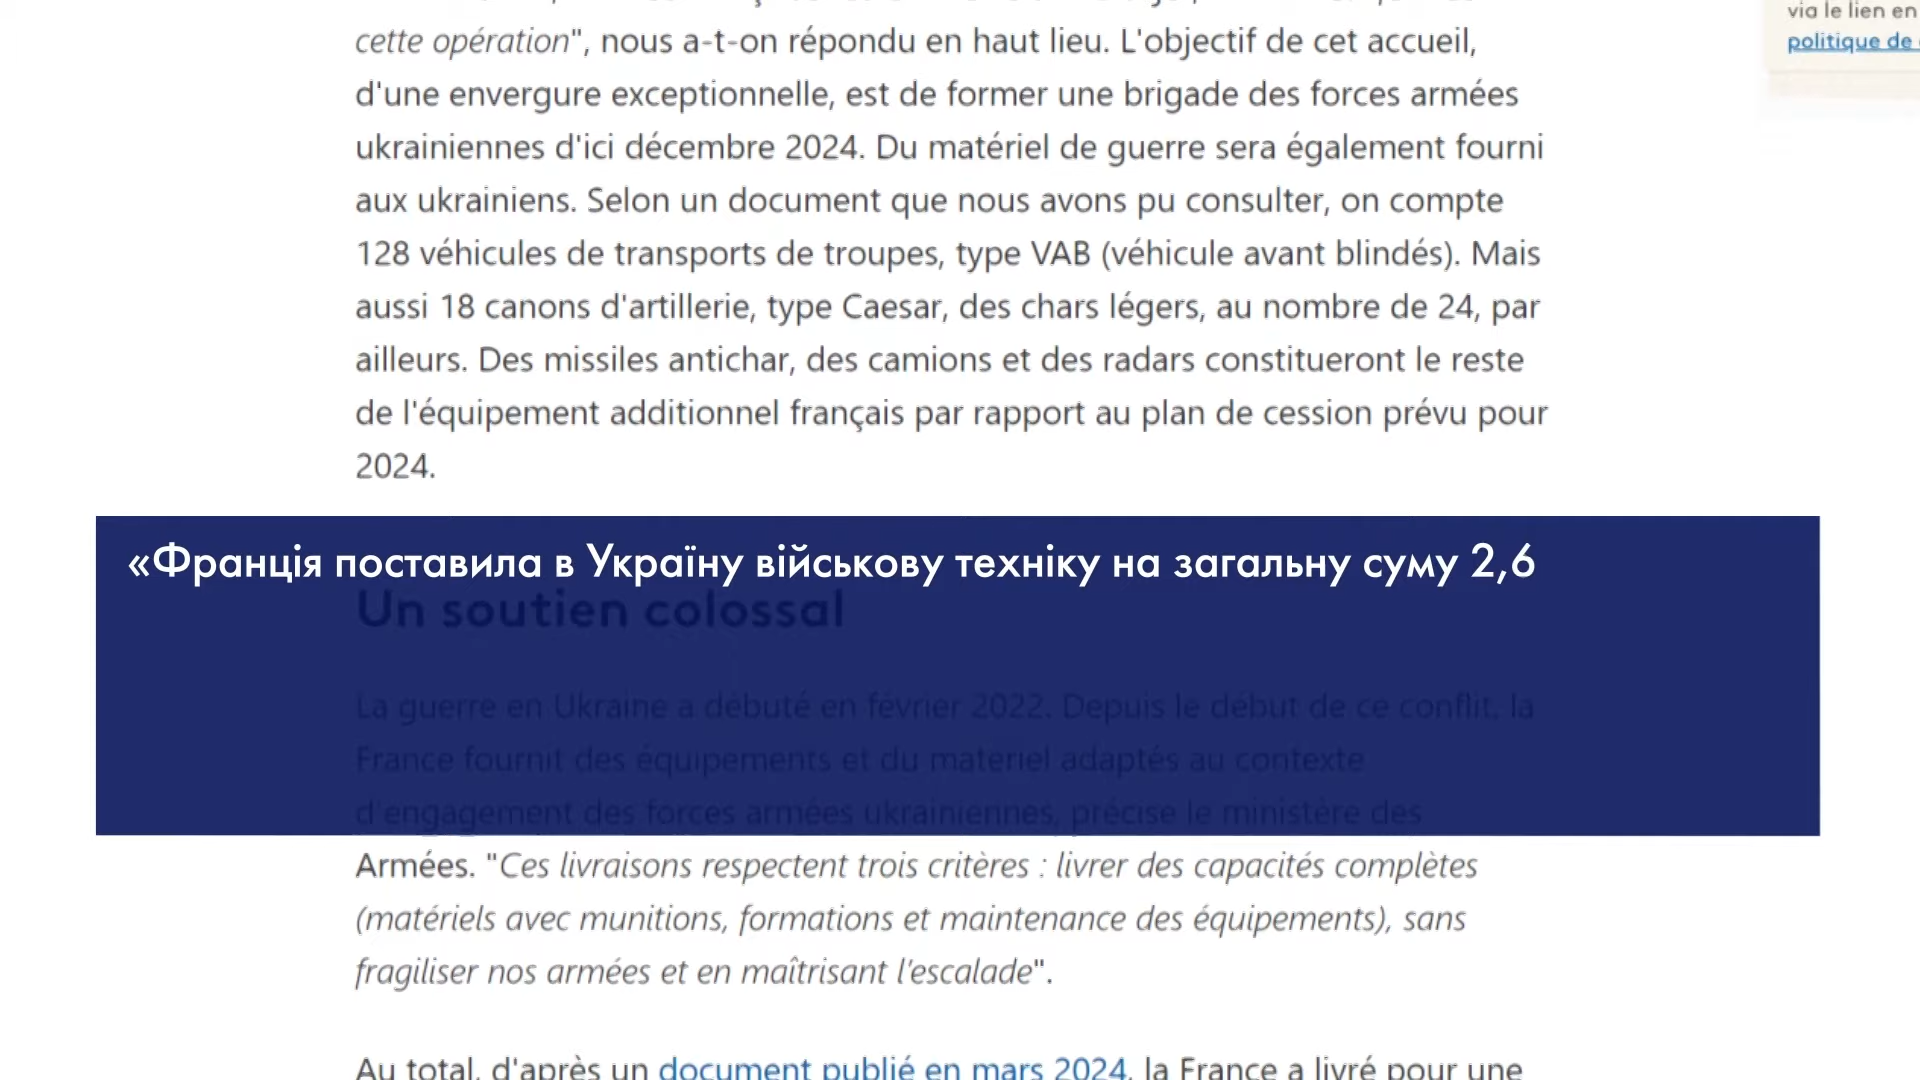 via le lien en
politique de
cette opération", nous a-t-on répondu en haut lieu. L'objectif de cet accueil,
d'une envergure exceptionnelle, est de former une brigade des forces armées
ukrainiennes d'ici décembre 2024. Du matériel de guerre sera également fourni
aux ukrainiens. Selon un document que nous avons pu consulter, on compte
128 véhicules de transports de troupes, type VAB (véhicule avant blindés). Mais
aussi 18 canons d'artillerie, type Caesar, des chars légers, au nombre de 24, par
ailleurs. Des missiles antichar, des camions et des radars constitueront le reste
de l'équipement additionnel français par rapport au plan de cession prévu pour
2024.
«Франція поставила в Україну військову техніку на загальну суму 2,6
Un soutien colossal
La guerre en Ukraine a débuté en février 2022. Depuis le début de ce conflit, la
France fournit des équipements et du matériel adaptés au contexte
d'engagement des forces armées ukrainiennes, précise le ministère des
Armées. "Ces livraisons respectent trois critères : livrer des capacités complètes
(matériels avec munitions, formations et maintenance des équipements), sans
fragiliser nos armées et en maîtrisant l'escalade".
Au total, d'après un document publié en mars 2024, la France a livré pour une